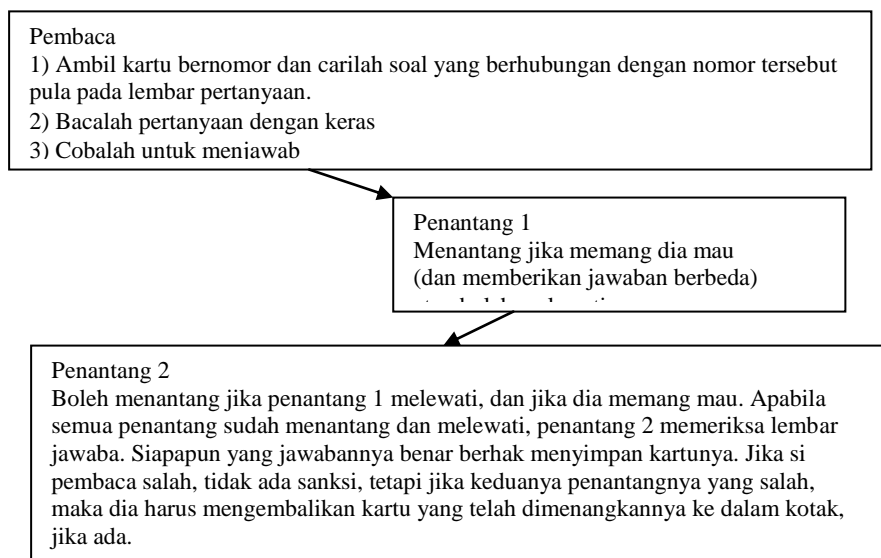 Pembaca
1) Ambil kartu bernomor dan carilah soal yang berhubungan dengan nomor tersebut
pula pada lembar pertanyaan.
2) Bacalah pertanyaan dengan keras
3) Cobalah untuk menjawab
Penantang 1
Menantang jika memang dia mau
(dan memberikan jawaban berbeda)
Penantang 2
Boleh menantang jika penantang 1 melewati, dan jika dia memang mau. Apabila
semua penantang sudah menantang dan melewati, penantang 2 memeriksa lembar
jawaba. Siapapun yang jawabannya benar berhak menyimpan kartunya. Jika si
pembaca salah, tidak ada sanksi, tetapi jika keduanya penantangnya yang salah,
maka dia harus mengembalikan kartu yang telah dimenangkannya ke dalam kotak,
jika ada.